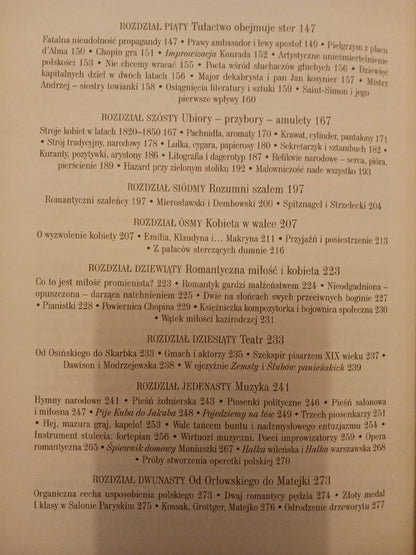 ROZDZIAŁ PIĄTY Tułactwo obejmuje ster 147
Fatalna nieudolność propagandy 147 • Prawy ambasador i lewy apostoł 149 • Pielgrzym z placu
d'Alma 150 • Chopin gra 151 • Improwizacja Konrada 152 • Artystyczne unieśmiertelnienie
polskości 153 • Nie chcemy wracać 155 • Poeta wśród słuchaczów głuchych 156 • Dziewięć
kapitalnych dzieł w dwóch latach 156 • Major dekabrysta i pan Jan kosynier 157 • Mistrz
Andrzej – siostry towianki 158 • Osiągnięcia literatury i sztuki 159 • Saint-Simon i jego
pierwsze wpływy 160
ROZDZIAŁ SZÓSTY Ubiory – przybory – amulety 167
Stroje kobiet w latach 1820–1850 167 • Pachnidła, aromaty 170 • Krawat, cylinder, pantalony 171
• Strój tradycyjny, narodowy 178 • Lulka, cygara, papierosy 180 • Sekretarzyk i sztambuch 182 •
Kuranty, pozytywki, arystony 186 • Litografia i dagerotyp 187 • Relikwie narodowe – serca, pióra,
pierścienie 189 • Hazard przy zielonym stoliku 192 • Malowniczość nade wszystko 193
ROZDZIAŁ SIÓDMY Rozumni szałem 197
Romantyczni szaleńcy 197 • Mierosławski i Dembowski 200 • Spitznagel i Strzelecki 204
ROZDZIAŁ ÓSMY Kobieta w walce 207
O wyzwolenie kobiety 207 • Emilia, Klaudyna i... Makryna 211 • Przyjaźń i posiestrzenie 213
• Z pałaców sterczących dumnie 216
ROZDZIAŁ DZIEWIĄTY Romantyczna miłość i kobieta 223
Co to jest miłość promienista? 223 • Romantyk gardzi małżeństwem 224 • Nieodgadniona –
opuszczona – darząca natchnieniem 225 • Dwie na słońcach swych przeciwnych boginie 227
• Pianistki 228 • Powiernica Chopina 229 • Księżniczka kompozytorka i bojownica społeczna 230
• Wątek miłości kazirodczej 231
ROZDZIAŁ DZIESIĄTY Teatr 233
Od Osińskiego do Skarbka 233 • Gmach i aktorzy 235 • Szekspir pisarzem XIX wieku 237 •
Dawison i Modrzejewska 238 • W ojczyźnie Zemsty i Ślubów panieńskich 239
ROZDZIAŁ JEDENASTY Muzyka 241
Hymny narodowe 241 • Pieśń żołnierska 243 • Piosenki polityczne 246 • Pieśń salonowa
i miłosna 247 • Pije Kuba do Jakuba 248 • Pojedziemy na łów 249 • Trzech piosenkarzy 251
• Hej, mazura graj, kapelo! 253 • Walc tańcem buntu i nadzmysłowego entuzjazmu 254 •
Instrument stulecia: fortepian 256 • Wirtuozi muzyczni. Poeci improwizatorzy 259 • Opera
romantyczna 265 • Śpiewnik domowy Moniuszki 267 • Halka wileńska i Halka warszawska 268
• Próby stworzenia operetki polskiej 270
ROZDZIAŁ DWUNASTY Od Orłowskiego do Matejki 273
Organiczna cecha usposobienia polskiego 273 • Dwaj romantycy pędzla 274 • Złoty medal
I klasy w Salonie Paryskim 275 • Kossak, Grottger, Matejko 276 • Odrodzenie drzeworytu 277